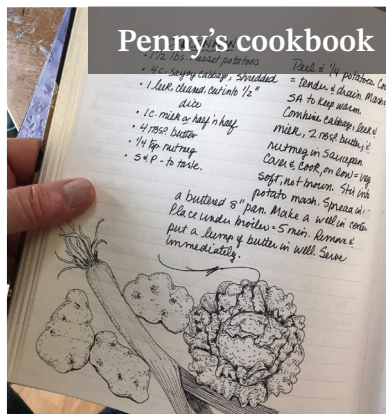 Penny's cookbook
• 1 1/2 lbs. russet potatoes
• 4 c. Savoy cabbage, shredded
• 1 leek cleaned, cut into 1/2"
dice
• 1 c. milk or half n half
• 4 TBSP. butter
• 1/4 tsp nutmeg
• S & P - to taste.
Peel & 1/4 potatoes.
= tender & drain. Mash
to keep warm.
Combine cabbage, leek &
milk, 2 TBSP butter, &
nutmeg in saucepan.
Cover & cook, on low = veg
soft, not brown. Stir into
potato mash. Spread in
a buttered 8" pan. Make a well in center
Place under broiler = 5 min. Remove &
put a lump of butter in well. Serve
immediately.